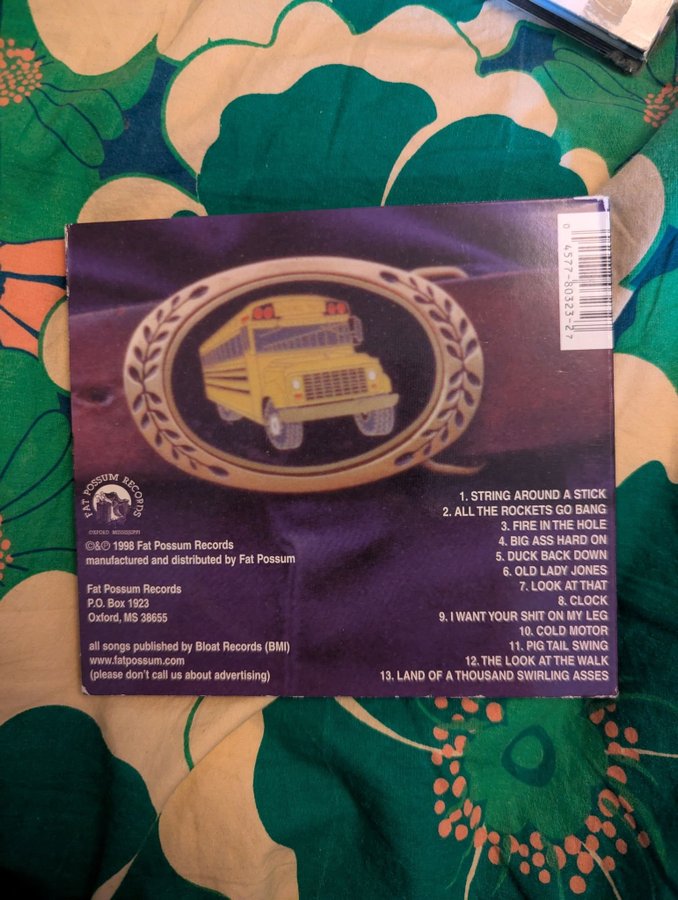 0 4577-80323-2 7
1. STRING AROUND A STICK
2. ALL THE ROCKETS GO BANG
3. FIRE IN THE HOLE
4. BIG ASS HARD ON
5. DUCK BACK DOWN
6. OLD LADY JONES
7. LOOK AT THAT
8. CLOCK
9. I WANT YOUR SHIT ON MY LEG
10. COLD MOTOR
11. PIG TAIL SWING
12. THE LOOK AT THE WALK
13. LAND OF A THOUSAND SWIRLING ASSES
FAT POSSUM RECORDS
OXFORD, MISSISSIPPI
©&℗ 1998 Fat Possum Records
manufactured and distributed by Fat Possum
Fat Possum Records
P.O. Box 1923
Oxford, MS 38655
all songs published by Bloat Records (BMI)
www.fatpossum.com
(please don't call us about advertising)